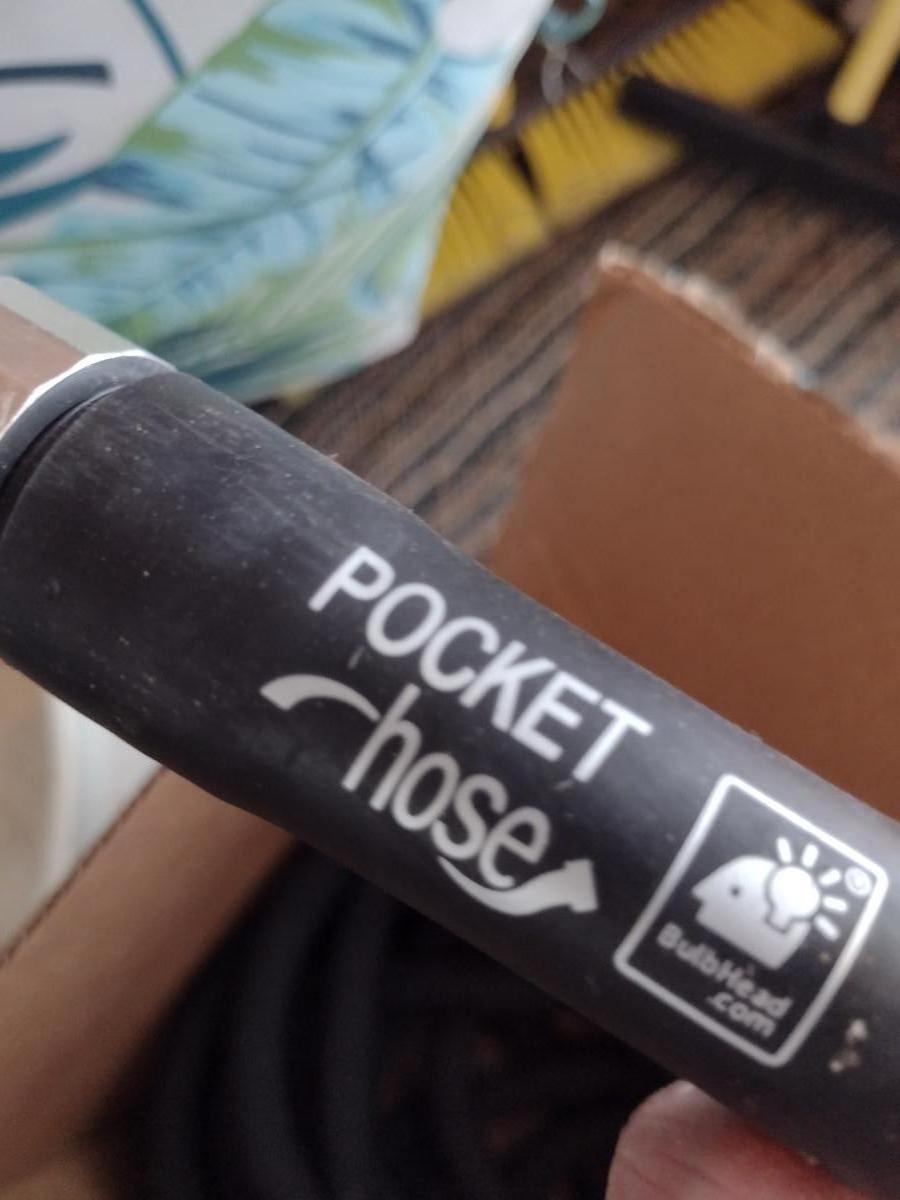 POCKET
hose
BulbHead
.com
®